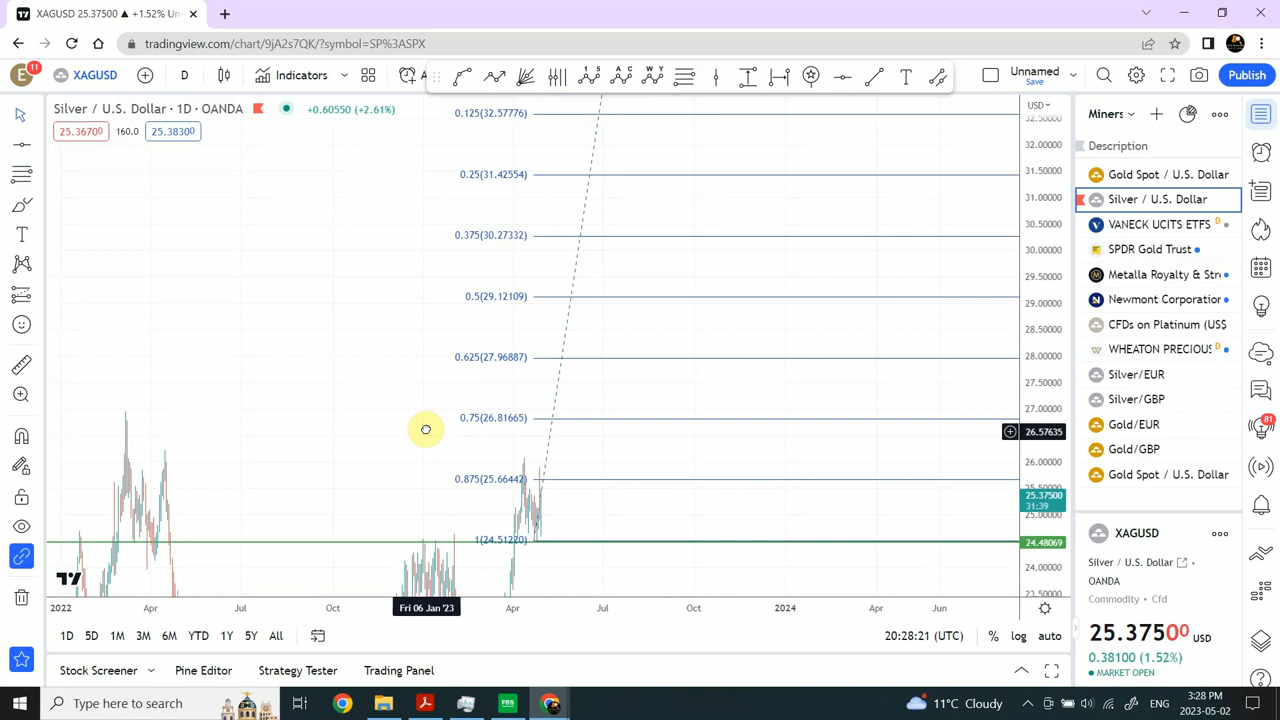 XAGUSD 25.37500 ▲ +1.52% Un
tradingview.com/chart/9jA2s7QK/?symbol=SP%3ASPX
E
11
XAGUSD
D
Indicators
A
1 5
A C
W Y
T
Unnamed
Save
Publish
Silver / U.S. Dollar · 1D · OANDA
+0.60550 (+2.61%)
25.36700
160.0
25.38300
USD
0.125(32.57776)
0.25(31.42554)
0.375(30.27332)
0.5(29.12109)
0.625(27.96887)
0.75(26.81665)
0.875(25.66442)
1(24.51220)
32.50000
32.00000
31.50000
31.00000
30.50000
30.00000
29.50000
29.00000
28.50000
28.00000
27.50000
27.00000
26.57635
26.00000
25.50000
25.37500
31:39
25.00000
24.48069
24.00000
23.50000
2022
Apr
Jul
Oct
Fri 06 Jan '23
Apr
Jul
Oct
2024
Apr
Jun
1D
5D
1M
3M
6M
YTD
1Y
5Y
All
20:28:21 (UTC)
%
log
auto
Stock Screener
Pine Editor
Strategy Tester
Trading Panel
Miners
Description
Gold Spot / U.S. Dollar
Silver / U.S. Dollar
VANECK UCITS ETFS D
SPDR Gold Trust
Metalla Royalty & Stre
Newmont Corporation
CFDs on Platinum (US$
WHEATON PRECIOUS D
Silver/EUR
Silver/GBP
Gold/EUR
Gold/GBP
Gold Spot / U.S. Dollar
81
XAGUSD
Silver / U.S. Dollar
OANDA
Commodity · Cfd
25.37500 USD
0.38100 (1.52%)
MARKET OPEN
Type here to search
FBS
11°C Cloudy
ENG
3:28 PM
2023-05-02